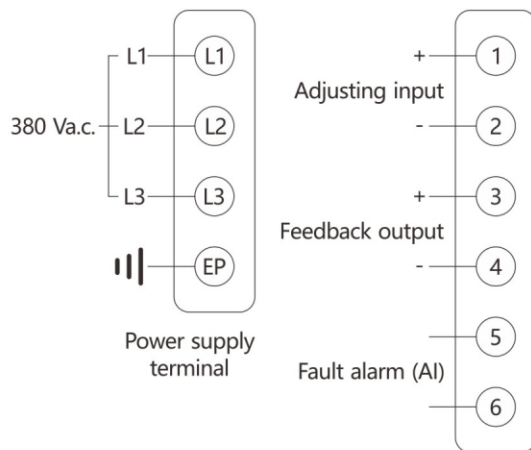 L1 L1
380 Va.c. L2 L2
L3 L3
EP
Power supply
terminal
+ 1
Adjusting input
- 2
+ 3
Feedback output
- 4
5
Fault alarm (AI)
6